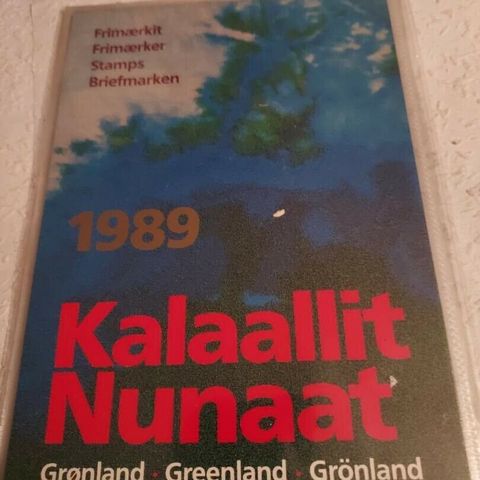 Frimærkit
Frimærker
Stamps
Briefmarken
1989
Kalaallit
Nunaat
Grønland · Greenland · Grönland